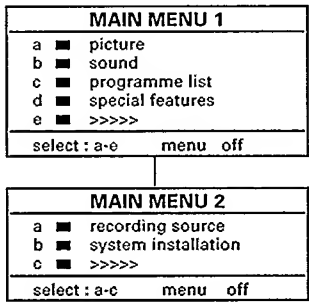 MAIN MENU 1
a ■ picture
b ■ sound
c ■ programme list
d ■ special features
e ■ >>>>>
select : a-e menu off
MAIN MENU 2
a ■ recording source
b ■ system installation
c ■ >>>>>
select : a-c menu off